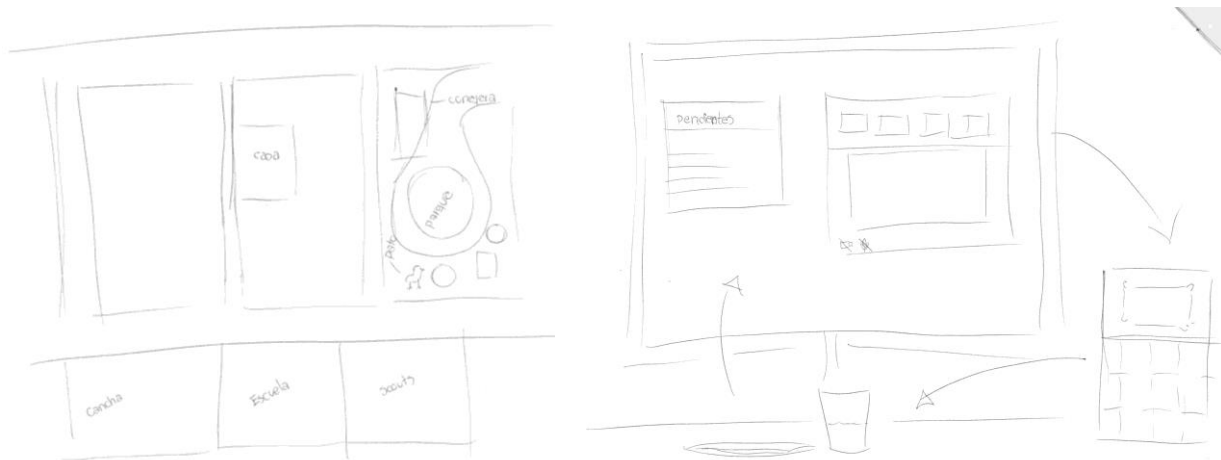 conejera
casa
parque
pato
cancha
Escuela
scouts
pendientes